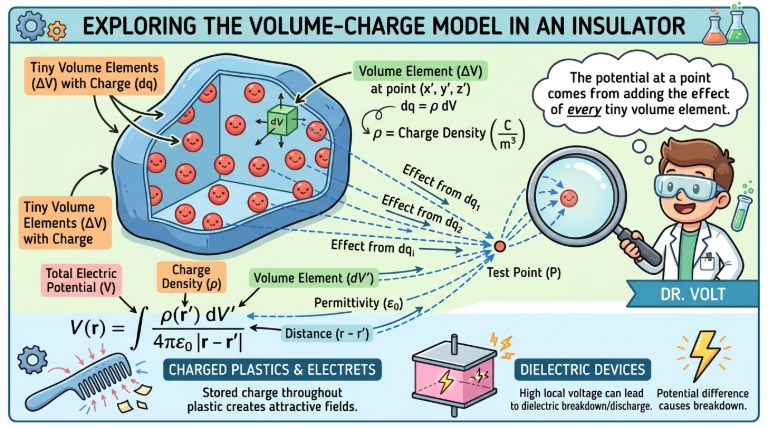 EXPLORING THE VOLUME-CHARGE MODEL IN AN INSULATOR
Tiny Volume Elements
(ΔV) with Charge (dq)
Volume Element (ΔV)
at point (x′, y′, z′)
dq = ρ dV
ρ = Charge Density (C/m³)
dV
The potential at a point
comes from adding the effect
of every tiny volume element.
Tiny Volume
Elements (ΔV)
with Charge
Effect from dq₁
Effect from dq₂
Effect from dqᵢ
Test Point (P)
DR. VOLT
Total Electric
Potential (V)
Charge
Density (ρ)
Volume Element (dV′)
Permittivity (ε₀)
Distance (r − r′)
V(r) = ∫ ρ(r′) dV′ / 4πε₀ |r − r′|
CHARGED PLASTICS & ELECTRETS
Stored charge throughout
plastic creates attractive fields.
DIELECTRIC DEVICES
High local voltage can lead
to dielectric breakdown/discharge.
Potential difference
causes breakdown.